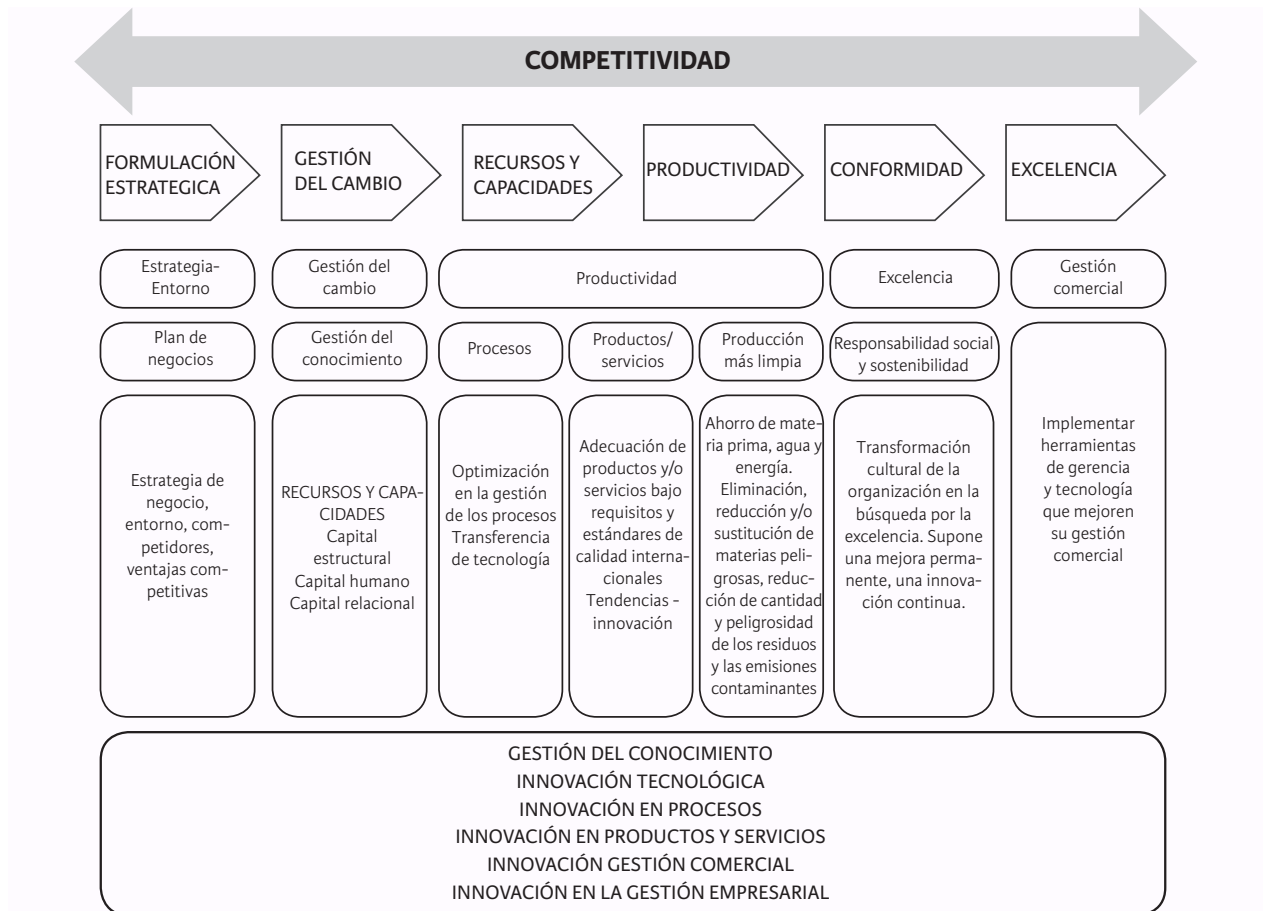 COMPETITIVIDAD
FORMULACIÓN
ESTRATEGICA
GESTIÓN
DEL CAMBIO
RECURSOS Y
CAPACIDADES
PRODUCTIVIDAD
CONFORMIDAD
EXCELENCIA
Estrategia-
Entorno
Gestión del
cambio
Productividad
Excelencia
Gestión
comercial
Plan de
negocios
Gestión del
conocimiento
Procesos
Productos/
servicios
Producción
más limpia
Responsabilidad social
y sostenibilidad
Estrategia de
negocio,
entorno, com-
petidores,
ventajas com-
petitivas
RECURSOS Y CAPA-
CIDADES
Capital
estructural
Capital humano
Capital relacional
Optimización
en la gestión
de los procesos
Transferencia
de tecnología
Adecuación de
productos y/o
servicios bajo
requisitos y
estándares de
calidad interna-
cionales
Tendencias -
innovación
Ahorro de mate-
ria prima, agua y
energía.
Eliminación,
reducción y/o
sustitución de
materias peli-
grosas, reduc-
ción de cantidad
y peligrosidad
de los residuos
y las emisiones
contaminantes
Transformación
cultural de la
organización en la
búsqueda por la
excelencia. Supone
una mejora perma-
nente, una innova-
ción continua.
Implementar
herramientas
de gerencia
y tecnología
que mejoren
su gestión
comercial
GESTIÓN DEL CONOCIMIENTO
INNOVACIÓN TECNOLÓGICA
INNOVACIÓN EN PROCESOS
INNOVACIÓN EN PRODUCTOS Y SERVICIOS
INNOVACIÓN GESTIÓN COMERCIAL
INNOVACIÓN EN LA GESTIÓN EMPRESARIAL